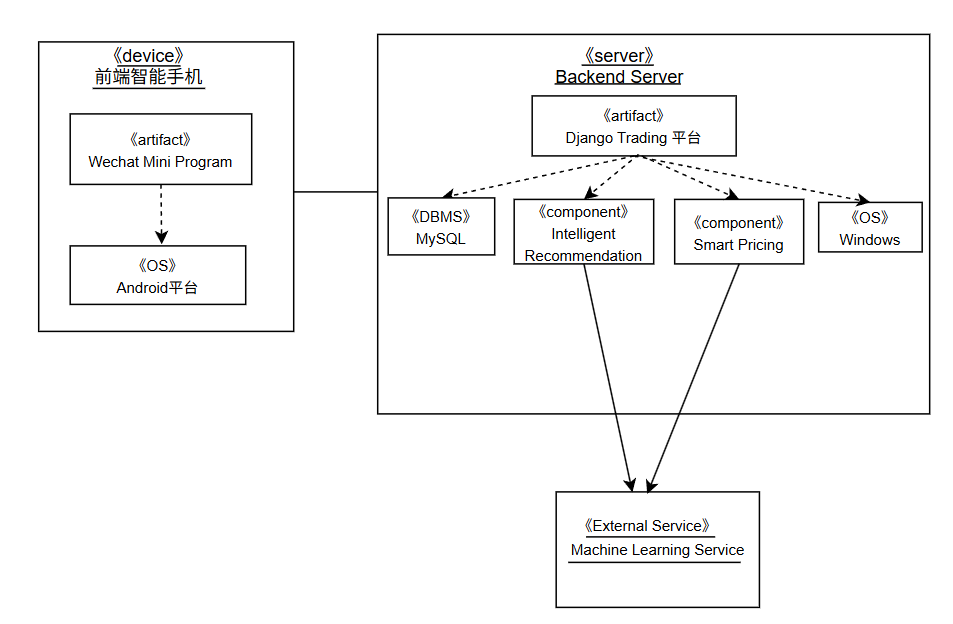 《device》
前端智能手机
《artifact》
Wechat Mini Program
《OS》
Android平台
《server》
Backend Server
《artifact》
Django Trading 平台
《DBMS》
MySQL
《component》
Intelligent
Recommendation
《component》
Smart Pricing
《OS》
Windows
《External Service》
Machine Learning Service